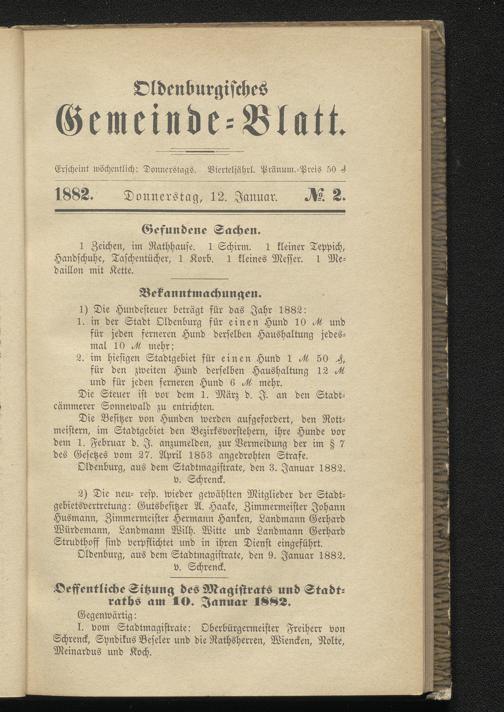 Oldenburgisches
Gemeinde-Blatt.
Erscheint wöchentlich: Donnerstags. Vierteljährl. Pränum.-Preis 50 ₰
1882. Donnerstag, 12. Januar. № 2.
Gefundene Sachen.
1 Zeichen, im Rathhause. 1 Schirm. 1 kleiner Teppich,
Handschuhe, Taschentücher, 1 Korb. 1 kleines Messer. 1 Me-
daillon mit Kette.
Bekanntmachungen.
1) Die Hundesteuer beträgt für das Jahr 1882:
1. in der Stadt Oldenburg für einen Hund 10 ℳ und
für jeden ferneren Hund derselben Haushaltung jedes-
mal 10 ℳ mehr;
2. im hiesigen Stadtgebiet für einen Hund 1 ℳ 50 ₰,
für den zweiten Hund derselben Haushaltung 12 ℳ
und für jeden ferneren Hund 6 ℳ mehr.
Die Steuer ist vor dem 1. März d. J. an den Stadt-
cämmerer Sonnewald zu entrichten.
Die Besitzer von Hunden werden aufgefordert, den Rott-
meistern, im Stadtgebiet den Bezirksvorstehern, ihre Hunde vor
dem 1. Februar d. J. anzumelden, zur Vermeidung der im § 7
des Gesetzes vom 27. April 1853 angedrohten Strafe.
Oldenburg, aus dem Stadtmagistrate, den 3. Januar 1882.
v. Schrenck.
2) Die neu- resp. wieder gewählten Mitglieder der Stadt-
gebietsvertretung: Gutsbesitzer A. Haake, Zimmermeister Johann
Husmann, Zimmermeister Hermann Hanken, Landmann Gerhard
Würdemann, Landmann Wilh. Witte und Landmann Gerhard
Strudthoff sind verpflichtet und in ihren Dienst eingeführt.
Oldenburg, aus dem Stadtmagistrate, den 9. Januar 1882.
v. Schrenck.
Oeffentliche Sitzung des Magistrats und Stadt-
raths am 10. Januar 1882.
Gegenwärtig:
I. vom Stadtmagistrate: Oberbürgermeister Freiherr von
Schrenck, Syndikus Beseler und die Rathsherren, Wiencken, Nolte,
Meinardus und Koch.